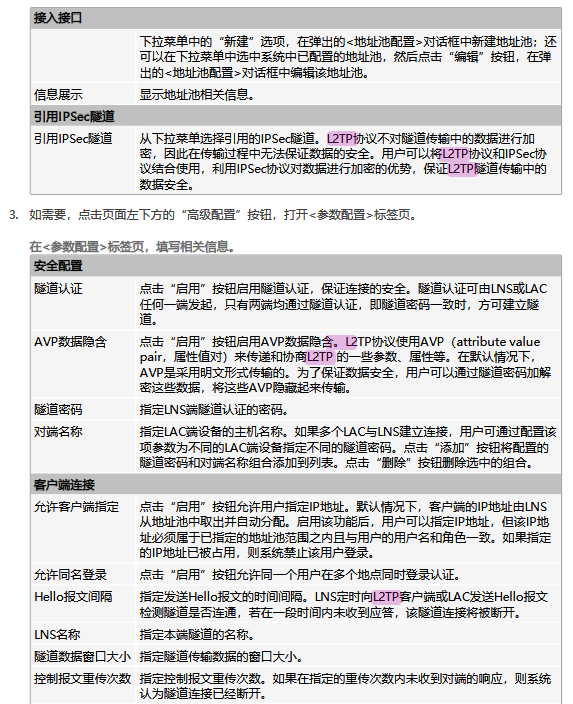 接入接口
下拉菜单中的“新建”选项，在弹出的<地址池配置>对话框中新建地址池；还
可以在下拉菜单中选中系统中已配置的地址池，然后点击“编辑”按钮，在弹
出的<地址池配置>对话框中编辑该地址池。
信息展示 显示地址池相关信息。
引用IPSec隧道
引用IPSec隧道 从下拉菜单选择引用的IPSec隧道。L2TP协议不对隧道传输中的数据进行加
密，因此在传输过程中无法保证数据的安全。用户可以将L2TP协议和IPSec协
议结合使用，利用IPSec协议对数据进行加密的优势，保证L2TP隧道传输中的
数据安全。
3. 如需要，点击页面左下方的“高级配置”按钮，打开<参数配置>标签页。
在<参数配置>标签页，填写相关信息。
安全配置
隧道认证 点击“启用”按钮启用隧道认证，保证连接的安全。隧道认证可由LNS或LAC
任何一端发起，只有两端均通过隧道认证，即隧道密码一致时，方可建立隧
道。
AVP数据隐含 点击“启用”按钮启用AVP数据隐含。L2TP协议使用AVP（attribute value
pair，属性值对）来传递和协商L2TP 的一些参数、属性等。在默认情况下，
AVP是采用明文形式传输的。为了保证数据安全，用户可以通过隧道密码加解
密这些数据，将这些AVP隐藏起来传输。
隧道密码 指定LNS端隧道认证的密码。
对端名称 指定LAC端设备的主机名称。如果多个LAC与LNS建立连接，用户可通过配置该
项参数为不同的LAC端设备指定不同的隧道密码。点击“添加”按钮将配置的
隧道密码和对端名称组合添加到列表。点击“删除”按钮删除选中的组合。
客户端连接
允许客户端指定 点击“启用”按钮允许用户指定IP地址。默认情况下，客户端的IP地址由LNS
从地址池中取出并自动分配。启用该功能后，用户可以指定IP地址，但该IP地
址必须属于已指定的地址池范围之内且与用户的用户名和角色一致。如果指定
的IP地址已被占用，则系统禁止该用户登录。
允许同名登录 点击“启用”按钮允许同一个用户在多个地点同时登录认证。
Hello报文间隔 指定发送Hello报文的时间间隔。LNS定时向L2TP客户端或LAC发送Hello报文
检测隧道是否连通，若在一段时间内未收到应答，该隧道连接将被断开。
LNS名称 指定本端隧道的名称。
隧道数据窗口大小 指定隧道传输数据的窗口大小。
控制报文重传次数 指定控制报文重传次数。如果在指定的重传次数内未收到对端的响应，则系统
认为隧道连接已经断开。